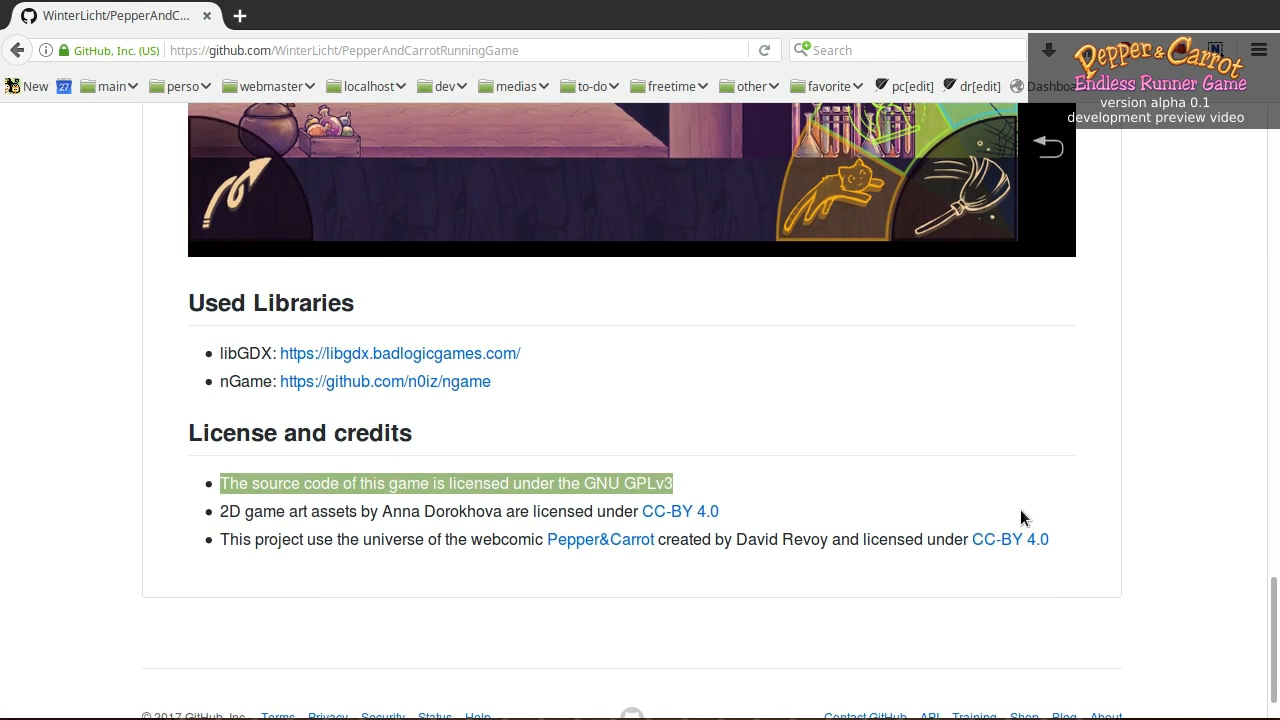 WinterLicht/PepperAndC...
GitHub, Inc. (US)
https://github.com/WinterLicht/PepperAndCarrotRunningGame
Search
New
27
main
perso
webmaster
localhost
dev
medias
to-do
freetime
other
favorite
pc[edit]
dr[edit]
Dashboa
Pepper & Carrot
Endless Runner Game
version alpha 0.1
development preview video
Used Libraries
libGDX: https://libgdx.badlogicgames.com/
nGame: https://github.com/n0iz/ngame
License and credits
The source code of this game is licensed under the GNU GPLv3
2D game art assets by Anna Dorokhova are licensed under CC-BY 4.0
This project use the universe of the webcomic Pepper&Carrot created by David Revoy and licensed under CC-BY 4.0
© 2017 GitHub, Inc. Terms Privacy Security Status Help
Contact GitHub API Training Shop Blog About